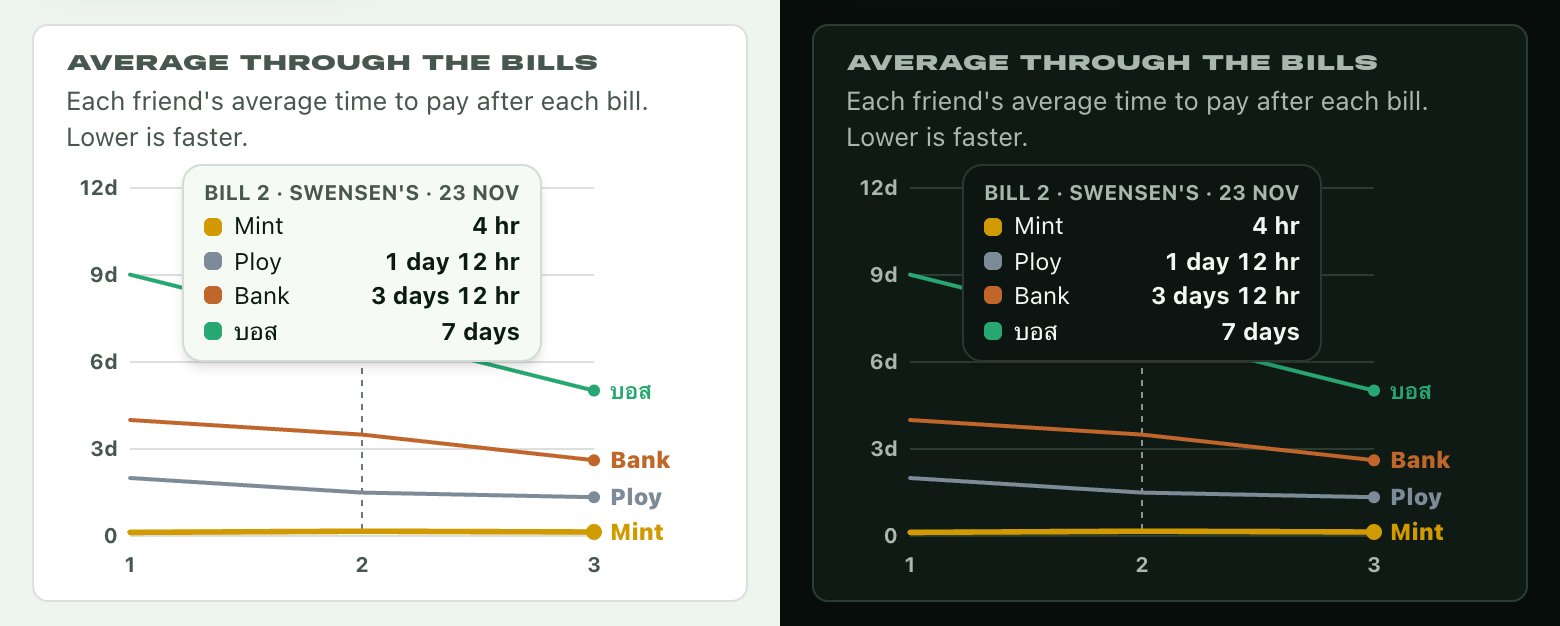 AVERAGE THROUGH THE BILLS
Each friend's average time to pay after each bill.
Lower is faster.
12d
BILL 2 · SWENSEN'S · 23 NOV
Mint 4 hr
Ploy 1 day 12 hr
9d
Bank 3 days 12 hr
บอส 7 days
6d
บอส
3d
Bank
Ploy
0
Mint
1 2 3
AVERAGE THROUGH THE BILLS
Each friend's average time to pay after each bill.
Lower is faster.
12d
BILL 2 · SWENSEN'S · 23 NOV
Mint 4 hr
Ploy 1 day 12 hr
9d
Bank 3 days 12 hr
บอส 7 days
6d
บอส
3d
Bank
Ploy
0
Mint
1 2 3